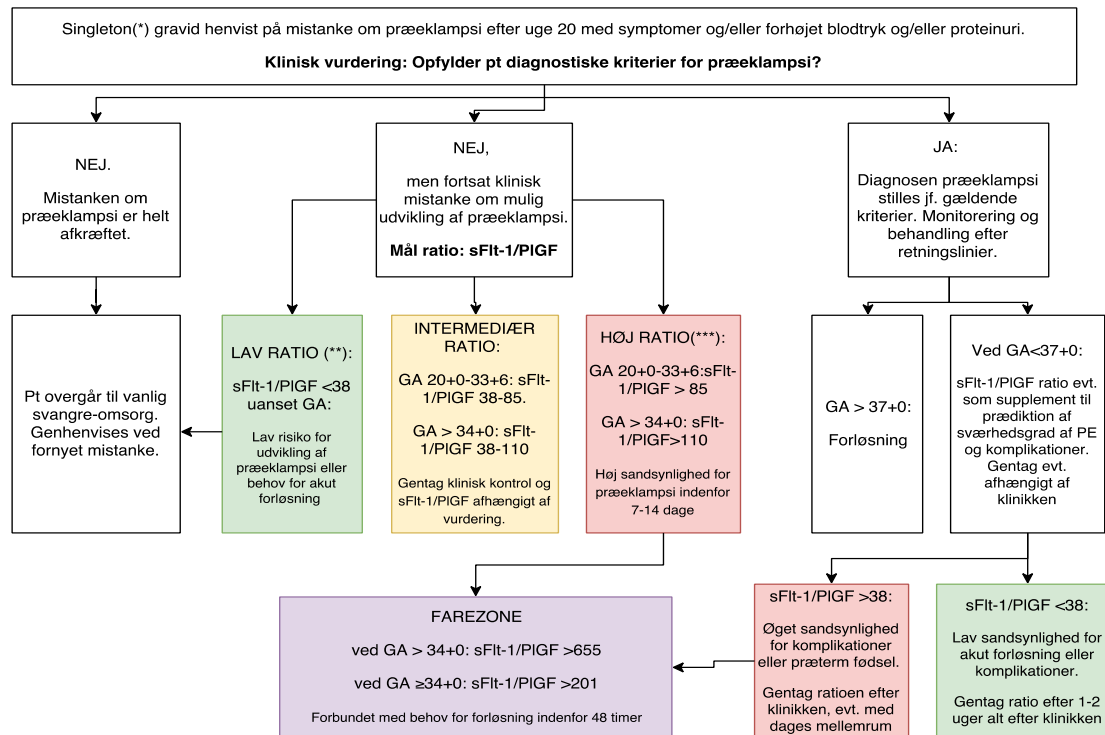 Singleton(*) gravid henvist på mistanke om præeklampsi efter uge 20 med symptomer og/eller forhøjet blodtryk og/eller proteinuri.
Klinisk vurdering: Opfylder pt diagnostiske kriterier for præeklampsi?
NEJ.
Mistanken om
præeklampsi er helt
afkræftet.
NEJ,
men fortsat klinisk
mistanke om mulig
udvikling af præeklampsi.
Mål ratio: sFlt-1/PlGF
JA:
Diagnosen præeklampsi
stilles jf. gældende
kriterier. Monitorering og
behandling efter
retningslinier.
Pt overgår til vanlig
svangre-omsorg.
Genhenvises ved
fornyet mistanke.
LAV RATIO (**):
sFlt-1/PlGF <38
uanset GA:
Lav risiko for
udvikling af
præeklampsi eller
behov for akut
forløsning
INTERMEDIÆR
RATIO:
GA 20+0-33+6: sFlt-
1/PlGF 38-85.
GA > 34+0: sFlt-
1/PlGF 38-110
Gentag klinisk kontrol og
sFlt-1/PlGF afhængigt af
vurdering.
HØJ RATIO(***):
GA 20+0-33+6:sFlt-
1/PlGF > 85
GA > 34+0: sFlt-
1/PlGF>110
Høj sandsynlighed for
præeklampsi indenfor
7-14 dage
GA > 37+0:
Forløsning
Ved GA<37+0:
sFlt-1/PlGF ratio evt.
som supplement til
prædiktion af
sværhedsgrad af PE
og komplikationer.
Gentag evt.
afhængigt af
klinikken
FAREZONE
ved GA > 34+0: sFlt-1/PlGF >655
ved GA ≥34+0: sFlt-1/PlGF >201
Forbundet med behov for forløsning indenfor 48 timer
sFlt-1/PlGF >38:
Øget sandsynlighed
for komplikationer
eller præterm fødsel.
Gentag ratioen efter
klinikken, evt. med
dages mellemrum
sFlt-1/PlGF <38:
Lav sandsynlighed for
akut forløsning eller
komplikationer.
Gentag ratio efter 1-2
uger alt efter klinikken